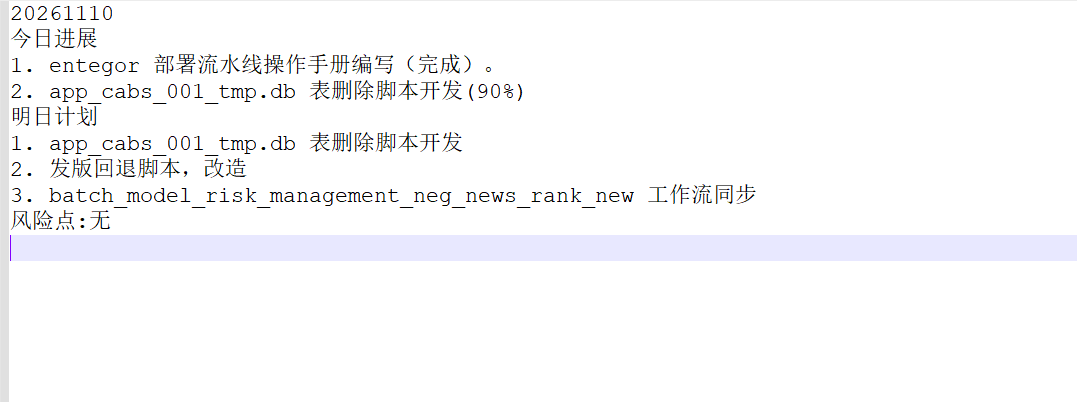 20261110
今日进展
1. entegor 部署流水线操作手册编写（完成）。
2. app_cabs_001_tmp.db 表删除脚本开发(90%)
明日计划
1. app_cabs_001_tmp.db 表删除脚本开发
2. 发版回退脚本，改造
3. batch_model_risk_management_neg_news_rank_new 工作流同步
风险点:无